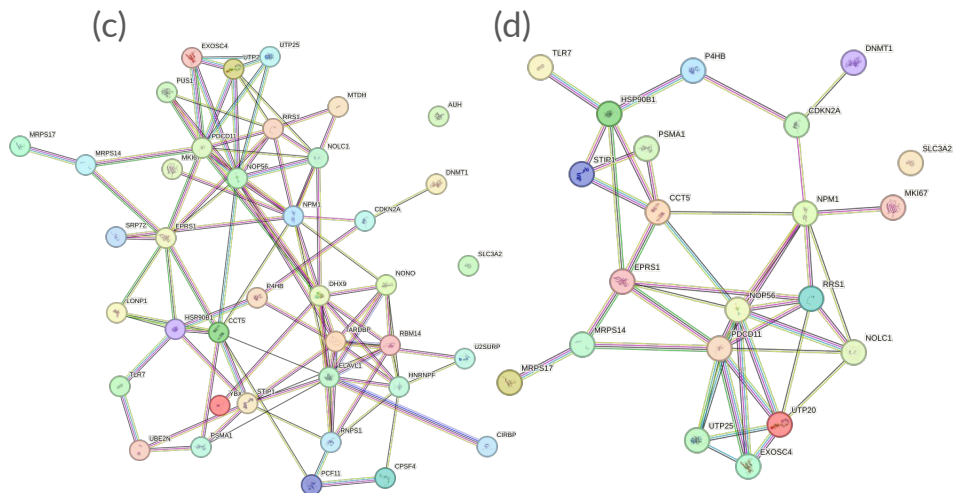 (c)
EXOSC4
UTP25
PUS1
MTDH
RRS1
AUH
MRPS17
PDCD11
MRPS14
NOLC1
NOP56
DNMT1
NPM1
CDKN2A
SRP72
EPRS1
SLC3A2
NONO
DHX9
P4HB
LONP1
HSP90B1
CCT5
TARDBP
RBM14
U2SURP
ELAVL1
HNRNPF
TLR7
STIP1
RNPS1
CIRBP
UBE2N
PSMA1
PCF11
CPSF4
(d)
TLR7
P4HB
DNMT1
HSP90B1
CDKN2A
PSMA1
SLC3A2
STIP1
CCT5
NPM1
MKI67
EPRS1
NOP56
RRS1
MRPS14
PDCD11
NOLC1
MRPS17
UTP20
UTP25
EXOSC4